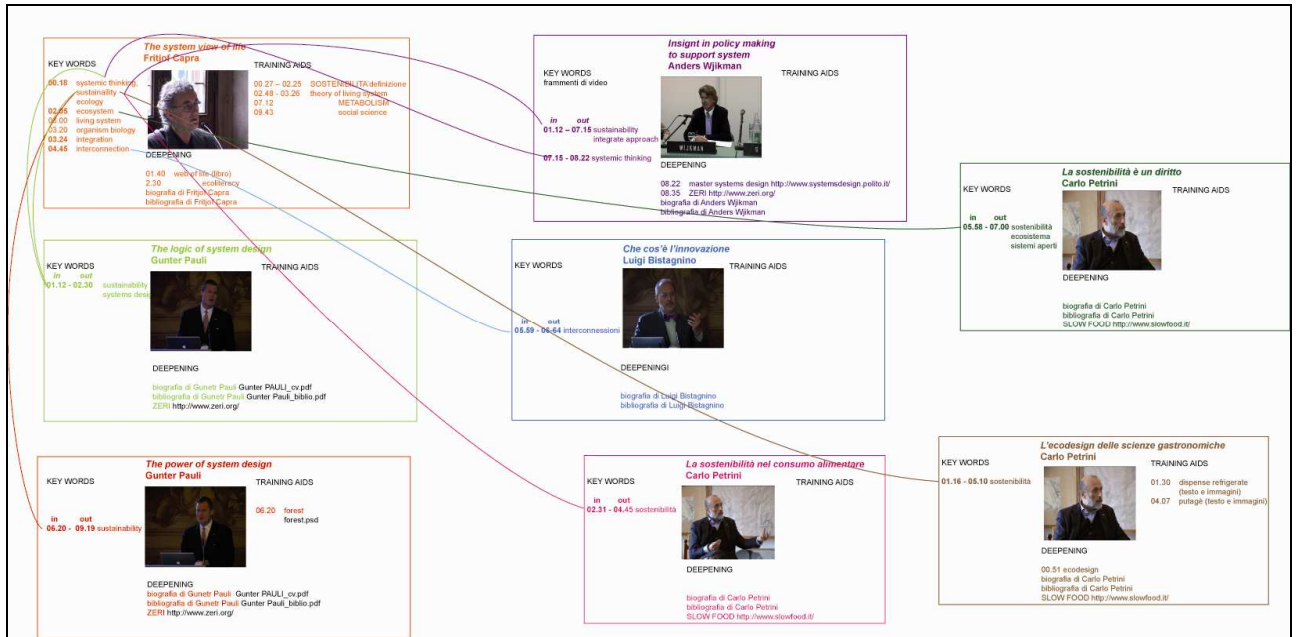 The system view of life
Fritjof Capra
KEY WORDS
TRAINING AIDS
00.18 systemic thinking,
sustainallity
ecology
02.05 ecosystem
03.00 living system
03.20 organism biology
03.24 integration
04.45 interconnection
00.27 – 02.25 SOSTENIBILITA'definizione
02.48 - 03.26 theory of living system
07.12 METABOLISM
09.43 social science
DEEPENING
01.40 web of life (libro)
2.30 ecoliteracy
biografia di Fritjof Capra
bibliografia di Fritjof Capra
Insignt in policy making
to support system
Anders Wjikman
KEY WORDS
frammenti di video
TRAINING AIDS
in out
01.12 – 07.15 sustainability
integrate approach
07.15 - 08.22 systemic thinking
WIJKMAN
DEEPENING
08.22 master systems design http://www.systemsdesign.polito.it/
08.35 ZERI http://www.zeri.org/
biografia di Anders Wjikman
bibliografia di Anders Wjikman
La sostenibilità è un diritto
Carlo Petrini
KEY WORDS
TRAINING AIDS
in out
05.58 - 07.00 sostenibilità
ecosistema
sistemi aperti
DEEPENING
biografia di Carlo Petrini
bibliografia di Carlo Petrini
SLOW FOOD http://www.slowfood.it/
The logic of system design
Gunter Pauli
KEY WORDS
TRAINING AIDS
in out
01.12 - 02.30 sustainability
systems desig
DEEPENING
biografia di Gunetr Pauli Gunter PAULI_cv.pdf
bibliografia di Gunetr Pauli Gunter Pauli_biblio.pdf
ZERI http://www.zeri.org/
Che cos'è l'innovazione
Luigi Bistagnino
KEY WORDS
TRAINING AIDS
in out
05.59 - 06-64 interconnessioni
DEEPENINGI
biografia di Luigi Bistagnino
bibliografia di Luigi Bistagnino
The power of system design
Gunter Pauli
KEY WORDS
TRAINING AIDS
in out
06.20 - 09.19 sustainability
06.20 forest
forest.psd
DEEPENING
biografia di Gunetr Pauli Gunter PAULI_cv.pdf
bibliografia di Gunetr Pauli Gunter Pauli_biblio.pdf
ZERI http://www.zeri.org/
La sostenibilità nel consumo alimentare
Carlo Petrini
KEY WORDS
TRAINING AIDS
in out
02.31 - 04.45 sostenibilità
DEEPENING
biografia di Carlo Petrini
bibliografia di Carlo Petrini
SLOW FOOD http://www.slowfood.it/
L'ecodesign delle scienze gastronomiche
Carlo Petrini
KEY WORDS
TRAINING AIDS
01.16 - 05.10 sostenibilità
01.30 dispense refrigerate
(testo e immagini)
04.07 putagè (testo e immagini)
DEEPENING
00.51 ecodesign
biografia di Carlo Petrini
bibliografia di Carlo Petrini
SLOW FOOD http://www.slowfood.it/